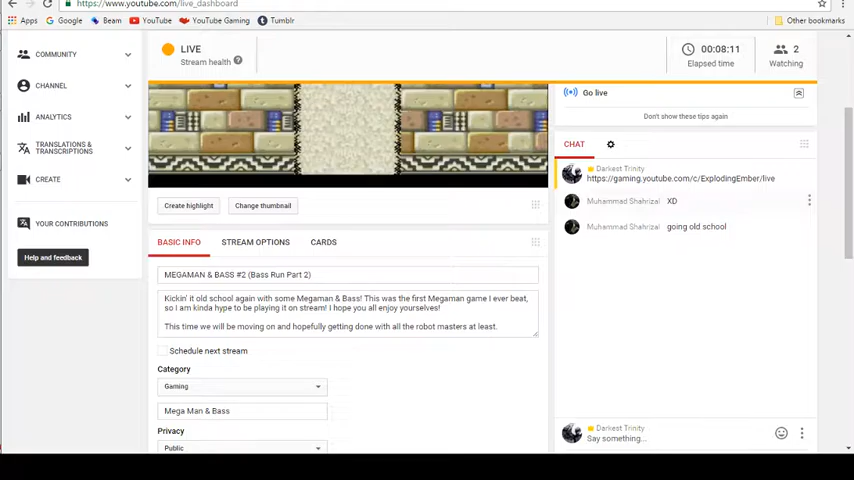 https://www.youtube.com/live_dashboard
Apps Google Beam YouTube YouTube Gaming Tumblr Other bookmarks
COMMUNITY
CHANNEL
ANALYTICS
TRANSLATIONS &
TRANSCRIPTIONS
CREATE
YOUR CONTRIBUTIONS
Help and feedback
LIVE
Stream health ?
00:08:11
Elapsed time
2
Watching
Create highlight Change thumbnail
BASIC INFO STREAM OPTIONS CARDS
MEGAMAN & BASS #2 (Bass Run Part 2)
Kickin' it old school again with some Megaman & Bass! This was the first Megaman game I ever beat,
so I am kinda hype to be playing it on stream! I hope you all enjoy yourselves!
This time we will be moving on and hopefully getting done with all the robot masters at least.
Schedule next stream
Category
Gaming
Mega Man & Bass
Privacy
Public
Go live
Don't show these tips again
CHAT
Darkest Trinity
https://gaming.youtube.com/c/ExplodingEmber/live
Muhammad Shahrizal XD
Muhammad Shahrizal going old school
Darkest Trinity
Say something...